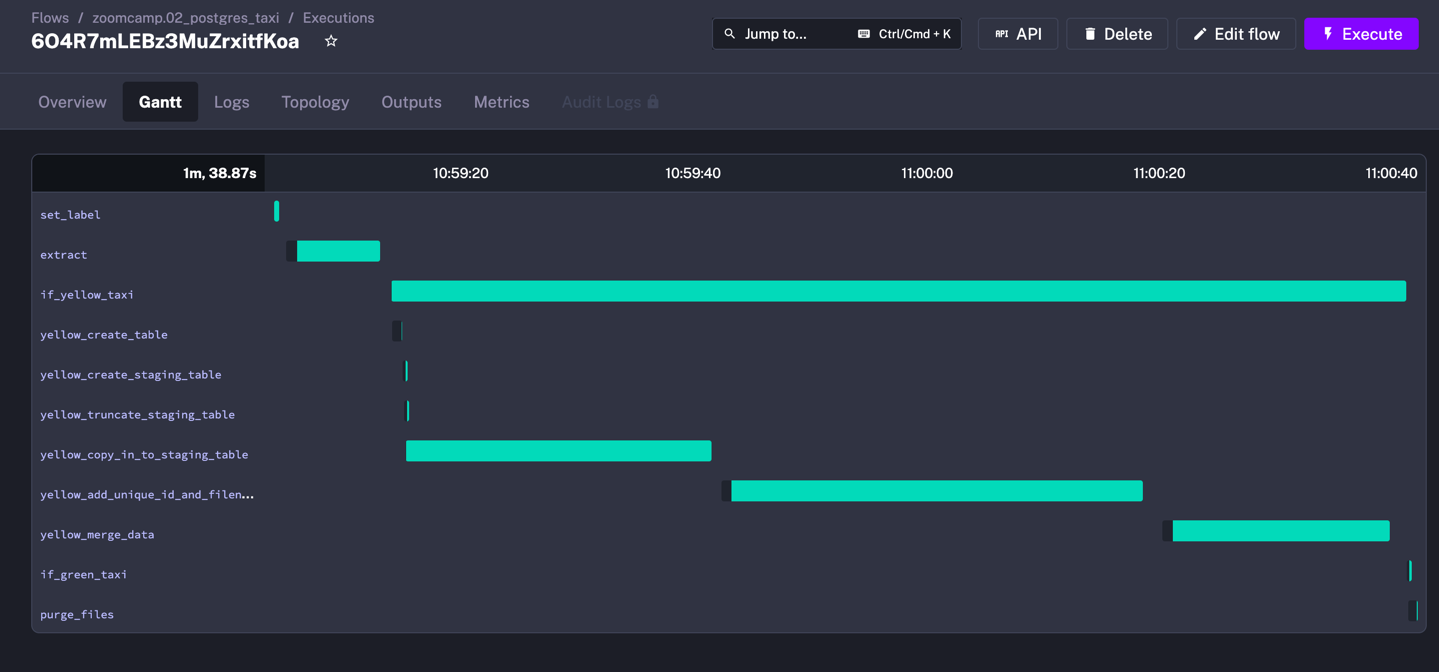 Flows / zoomcamp.02_postgres_taxi / Executions
6O4R7mLEBz3MuZrxitfKoa
Jump to... Ctrl/Cmd + K
API API
Delete
Edit flow
Execute
Overview Gantt Logs Topology Outputs Metrics Audit Logs
1m, 38.87s 10:59:20 10:59:40 11:00:00 11:00:20 11:00:40
set_label
extract
if_yellow_taxi
yellow_create_table
yellow_create_staging_table
yellow_truncate_staging_table
yellow_copy_in_to_staging_table
yellow_add_unique_id_and_filen...
yellow_merge_data
if_green_taxi
purge_files